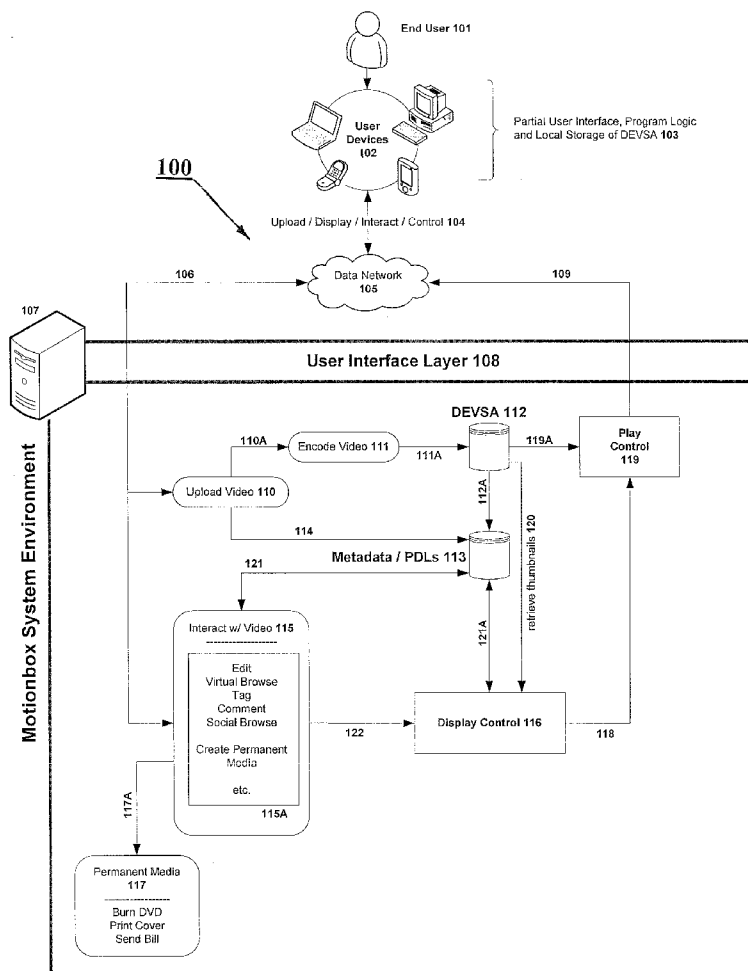 End User 101
User
Devices
102
Partial User Interface, Program Logic
and Local Storage of DEVSA 103
100
Upload / Display / Interact / Control 104
106
Data Network
105
109
107
User Interface Layer 108
DEVSA 112
110A
Encode Video 111
111A
119A
Play
Control
119
Upload Video 110
112A
114
Metadata / PDLs 113
retrieve thumbnails 120
121
121A
Motionbox System Environment
Interact w/ Video 115
--------------------
Edit
Virtual Browse
Tag
Comment
Social Browse
Create Permanent
Media
etc.
115A
122
Display Control 116
118
117A
Permanent Media
117
Burn DVD
Print Cover
Send Bill